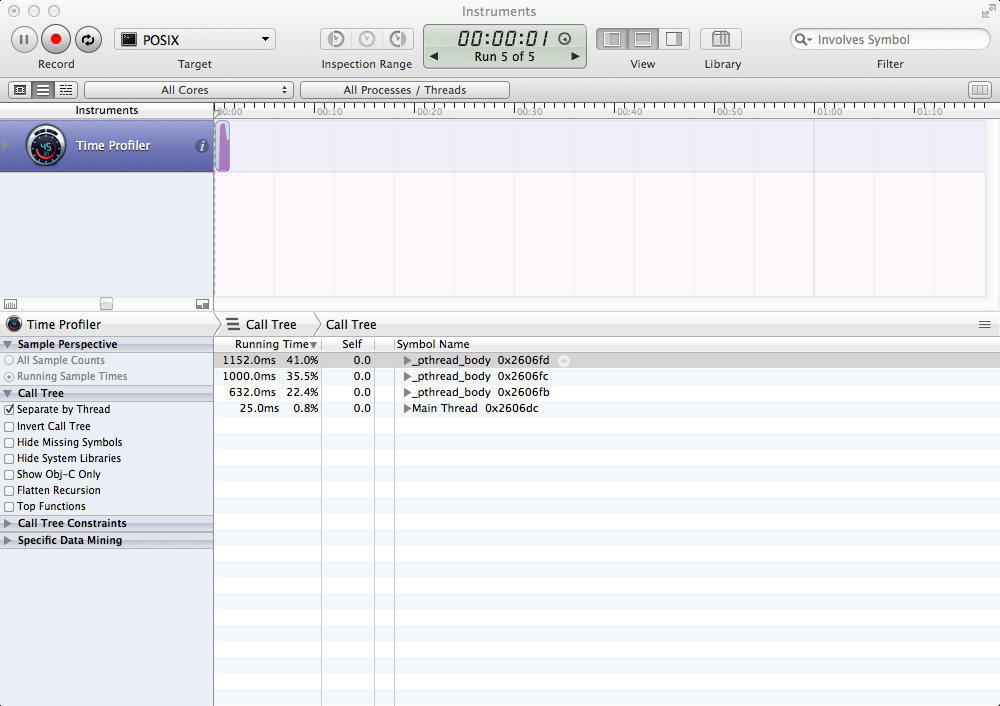 Instruments
POSIX
00:00:01
Run 5 of 5
Involves Symbol
Record
Target
Inspection Range
View
Library
Filter
All Cores
All Processes / Threads
Instruments
00:00
00:10
00:20
00:30
00:40
00:50
01:00
01:10
45
Time Profiler
i
Time Profiler
Call Tree
Call Tree
Sample Perspective
Running Time
Self
Symbol Name
All Sample Counts
1152.0ms 41.0% 0.0 _pthread_body 0x2606fd
Running Sample Times
1000.0ms 35.5% 0.0 _pthread_body 0x2606fc
Call Tree
632.0ms 22.4% 0.0 _pthread_body 0x2606fb
Separate by Thread
25.0ms 0.8% 0.0 Main Thread 0x2606dc
Invert Call Tree
Hide Missing Symbols
Hide System Libraries
Show Obj-C Only
Flatten Recursion
Top Functions
Call Tree Constraints
Specific Data Mining